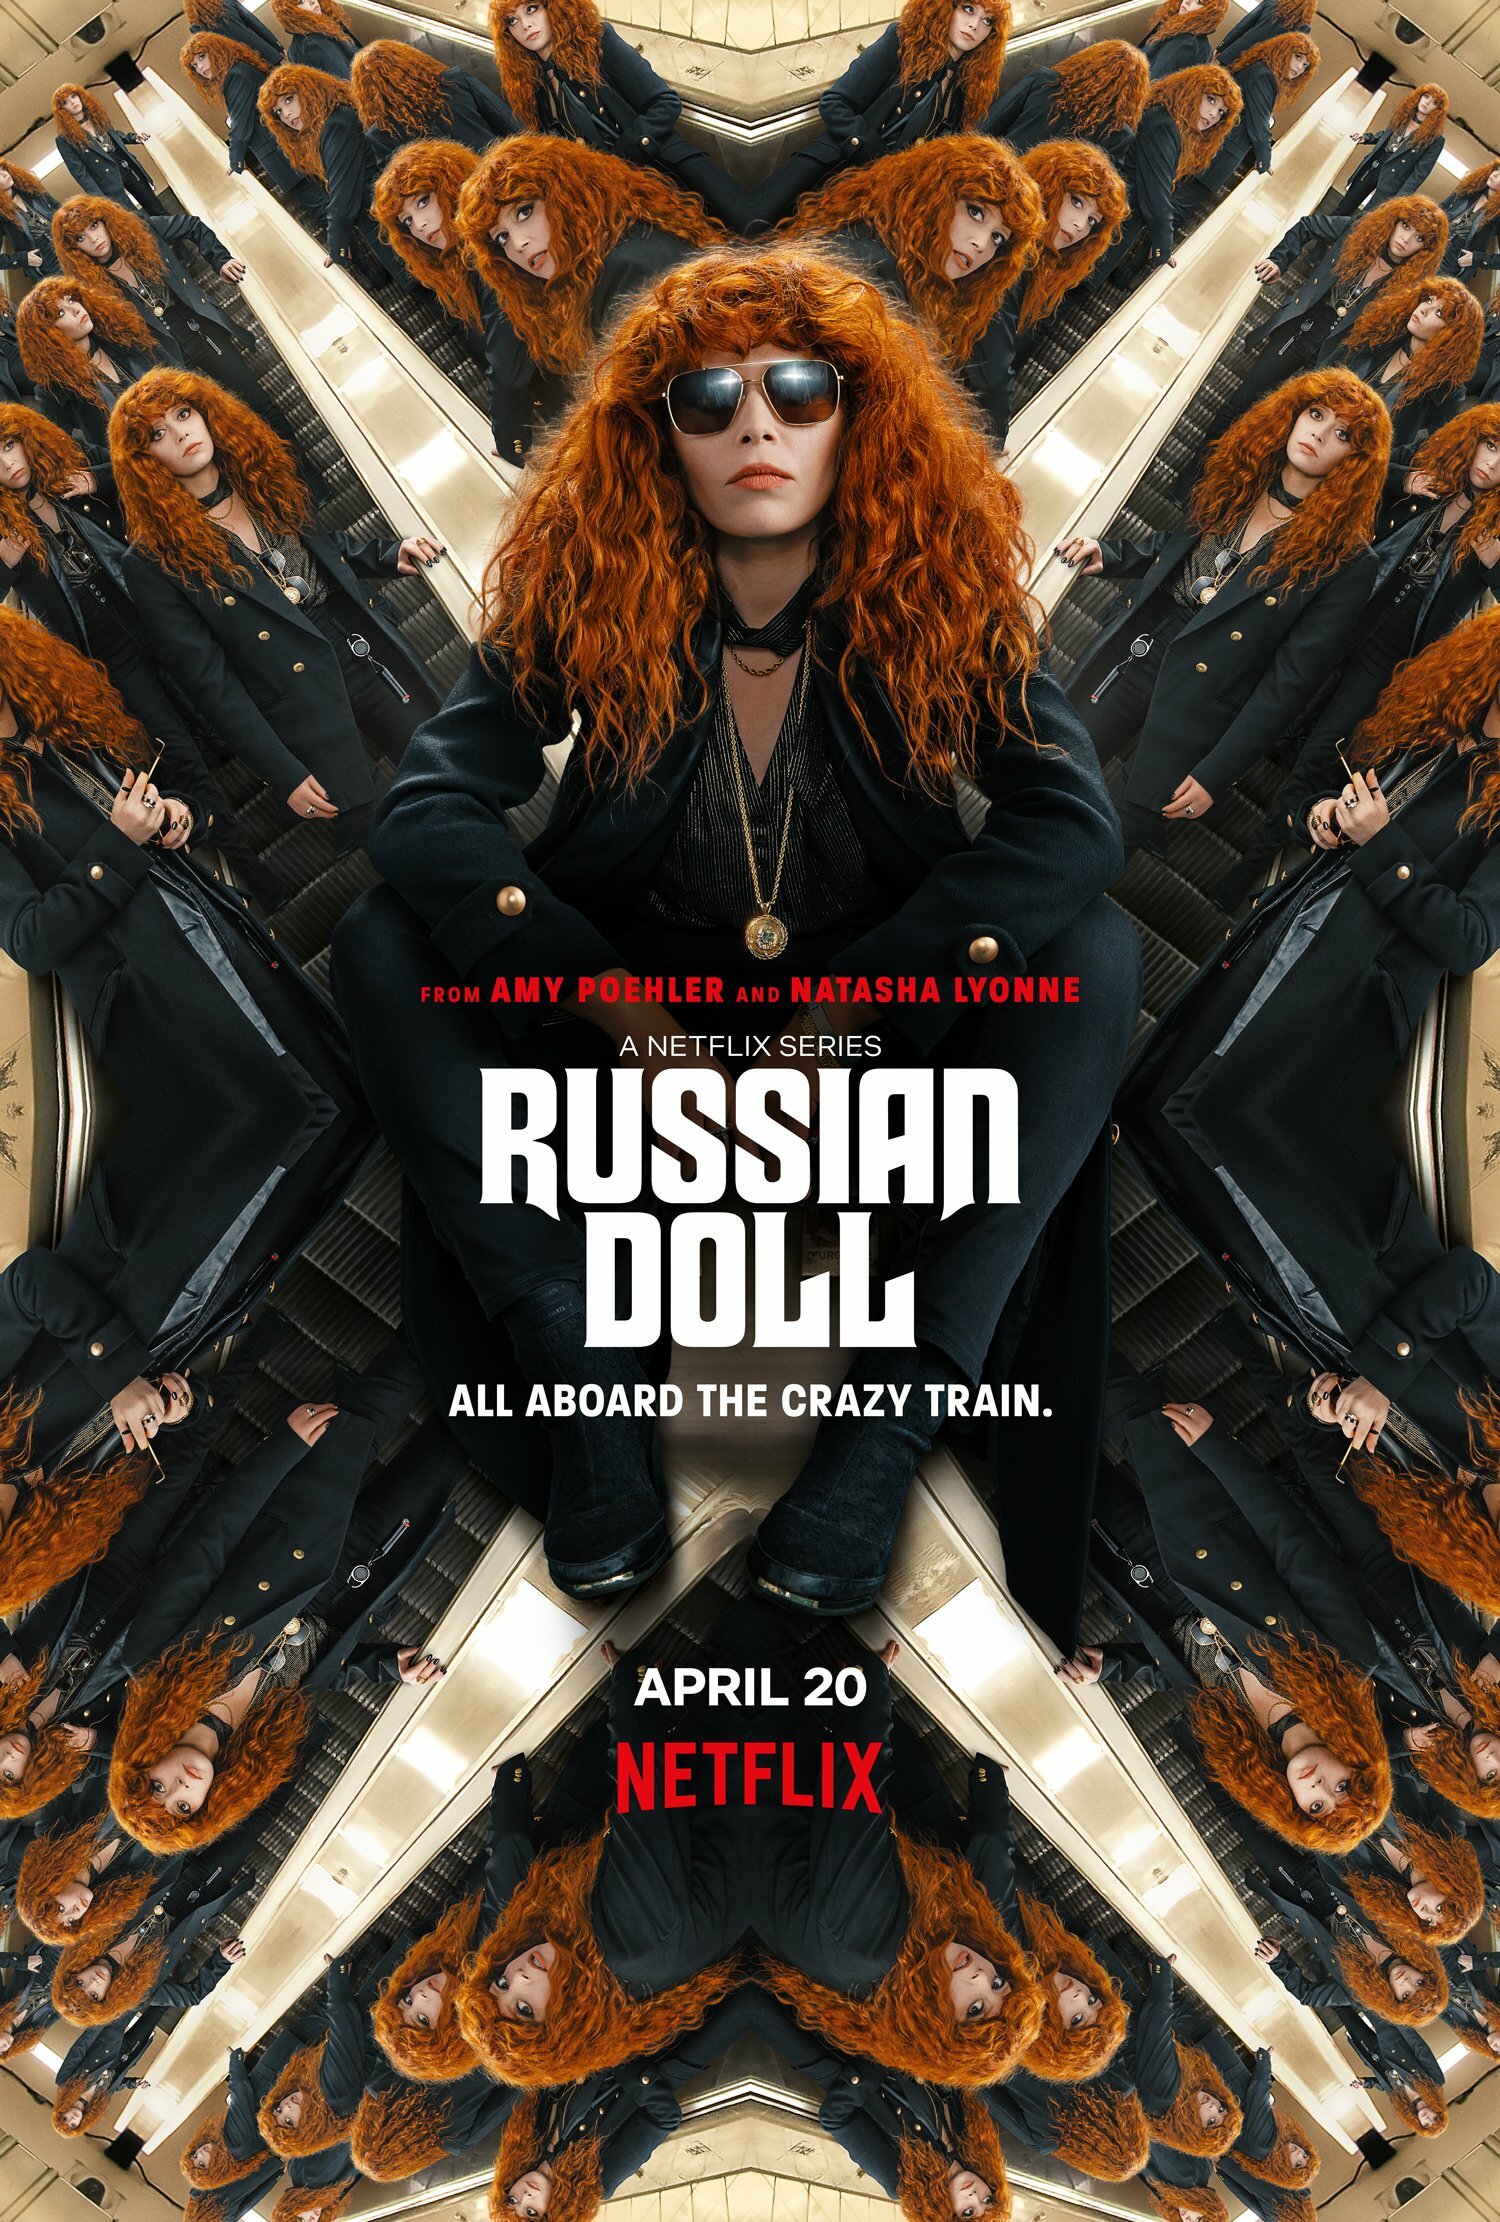 FROM AMY POEHLER AND NATASHA LYONNE
A NETFLIX SERIES
RUSSIAN
DOLL
ALL ABOARD THE CRAZY TRAIN.
APRIL 20
NETFLIX